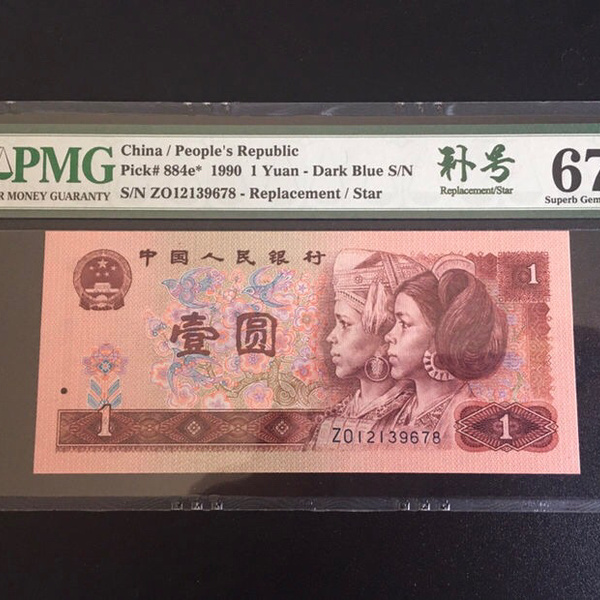 PMG
R MONEY GUARANTY
China / People's Republic
Pick# 884e* 1990 1 Yuan - Dark Blue S/N
S/N ZO12139678 - Replacement / Star
补号
Replacement/Star
67
Superb Gem
中国人民银行
1
壹圆
1
ZO12139678
1